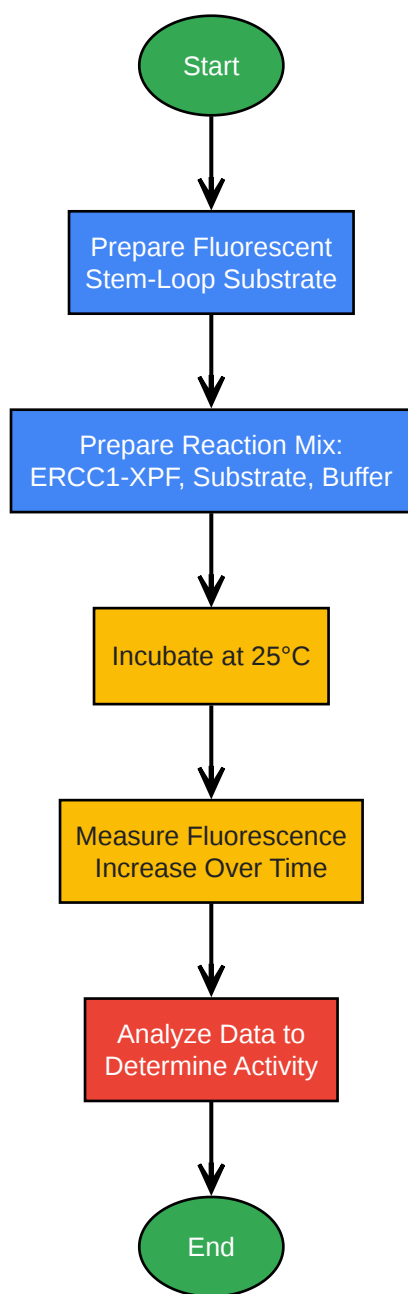 Start
Prepare Fluorescent
Stem-Loop Substrate
Prepare Reaction Mix:
ERCC1-XPF, Substrate, Buffer
Incubate at 25°C
Measure Fluorescence
Increase Over Time
Analyze Data to
Determine Activity
End